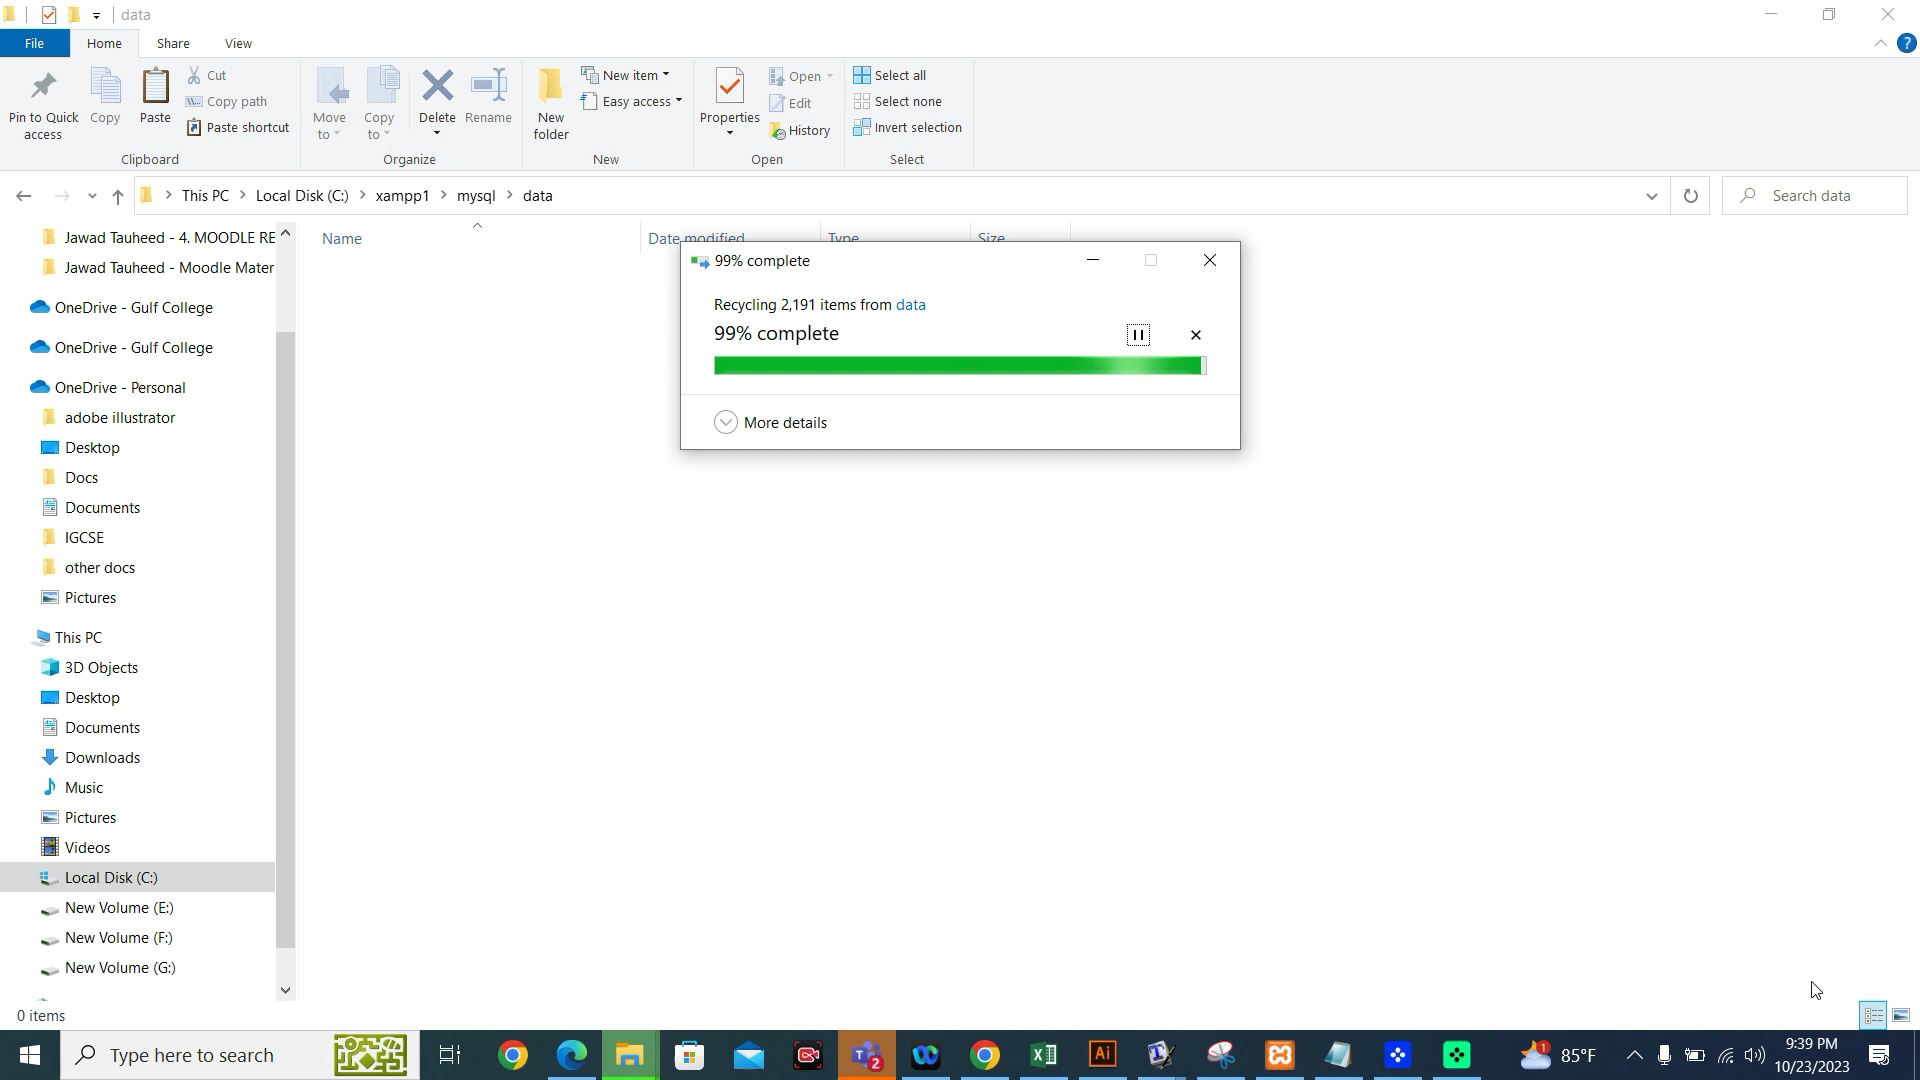 data
File
Home
Share
View
Pin to Quick
access
Copy
Paste
Cut
Copy path
Paste shortcut
Clipboard
Move
to
Copy
to
Delete
Rename
Organize
New
folder
New item
Easy access
New
Properties
Open
Edit
History
Open
Select all
Select none
Invert selection
Select
This PC
Local Disk (C:)
xampp1
mysql
data
Search data
Jawad Tauheed - 4. MOODLE RE
Jawad Tauheed - Moodle Mater
OneDrive - Gulf College
OneDrive - Gulf College
OneDrive - Personal
adobe illustrator
Desktop
Docs
Documents
IGCSE
other docs
Pictures
This PC
3D Objects
Desktop
Documents
Downloads
Music
Pictures
Videos
Local Disk (C:)
New Volume (E:)
New Volume (F:)
New Volume (G:)
Name
Date modified
Type
Size
99% complete
Recycling 2,191 items from data
99% complete
More details
0 items
Type here to search
T
2
Ai
1
85°F
9:39 PM
10/23/2023